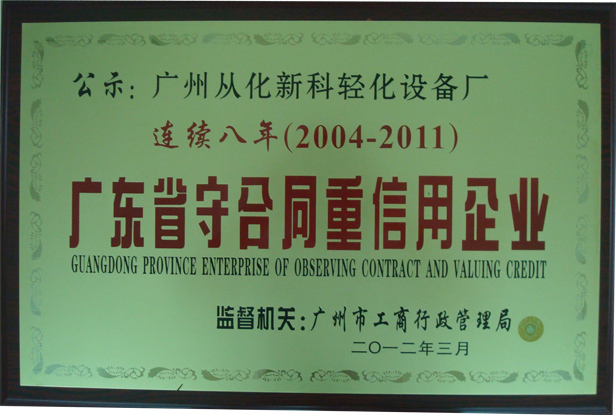 公示：广州从化新科轻化设备厂
连续八年(2004-2011)
广东省守合同重信用企业
GUANGDONG PROVINCE ENTERPRISE OF OBSERVING CONTRACT AND VALUING CREDIT
监督机关：广州市工商行政管理局
二〇一二年三月